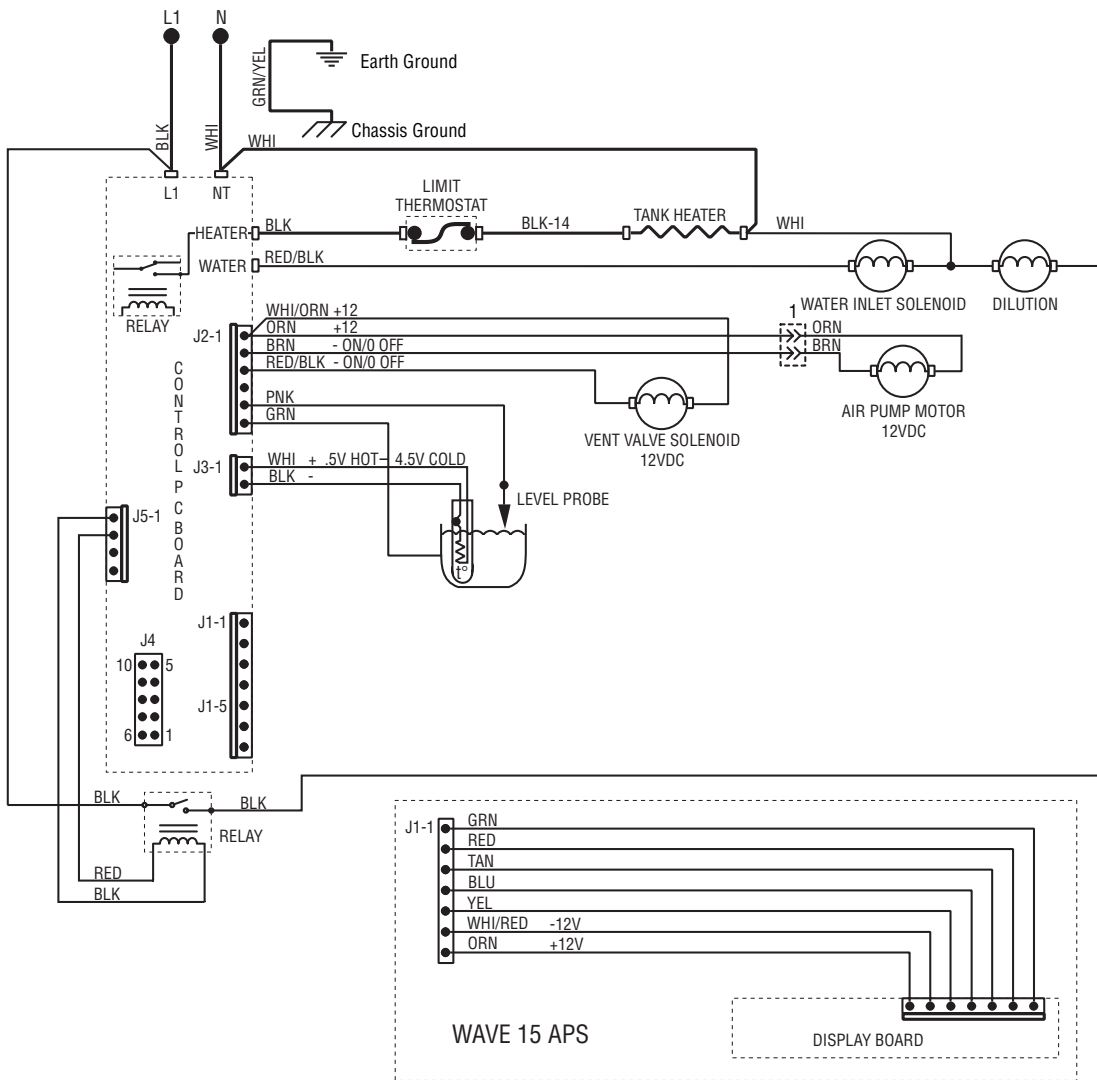 L1 N
GRN/YEL
Earth Ground
Chassis Ground
BLK
WHI
WHI
L1 NT
LIMIT
THERMOSTAT
HEATER BLK
BLK-14
TANK HEATER
WHI
WATER RED/BLK
WATER INLET SOLENOID
DILUTION
RELAY
WHI/ORN +12
J2-1 ORN +12
BRN - ON/0 OFF
RED/BLK - ON/0 OFF
1
ORN
BRN
AIR PUMP MOTOR
12VDC
PNK
GRN
VENT VALVE SOLENOID
12VDC
CONTROL PC BOARD
J3-1 WHI + .5V HOT– 4.5V COLD
BLK -
LEVEL PROBE
t°
J5-1
J1-1
J4
10 5
J1-5
6 1
BLK
BLK
RELAY
RED
BLK
J1-1 GRN
RED
TAN
BLU
YEL
WHI/RED -12V
ORN +12V
WAVE 15 APS
DISPLAY BOARD